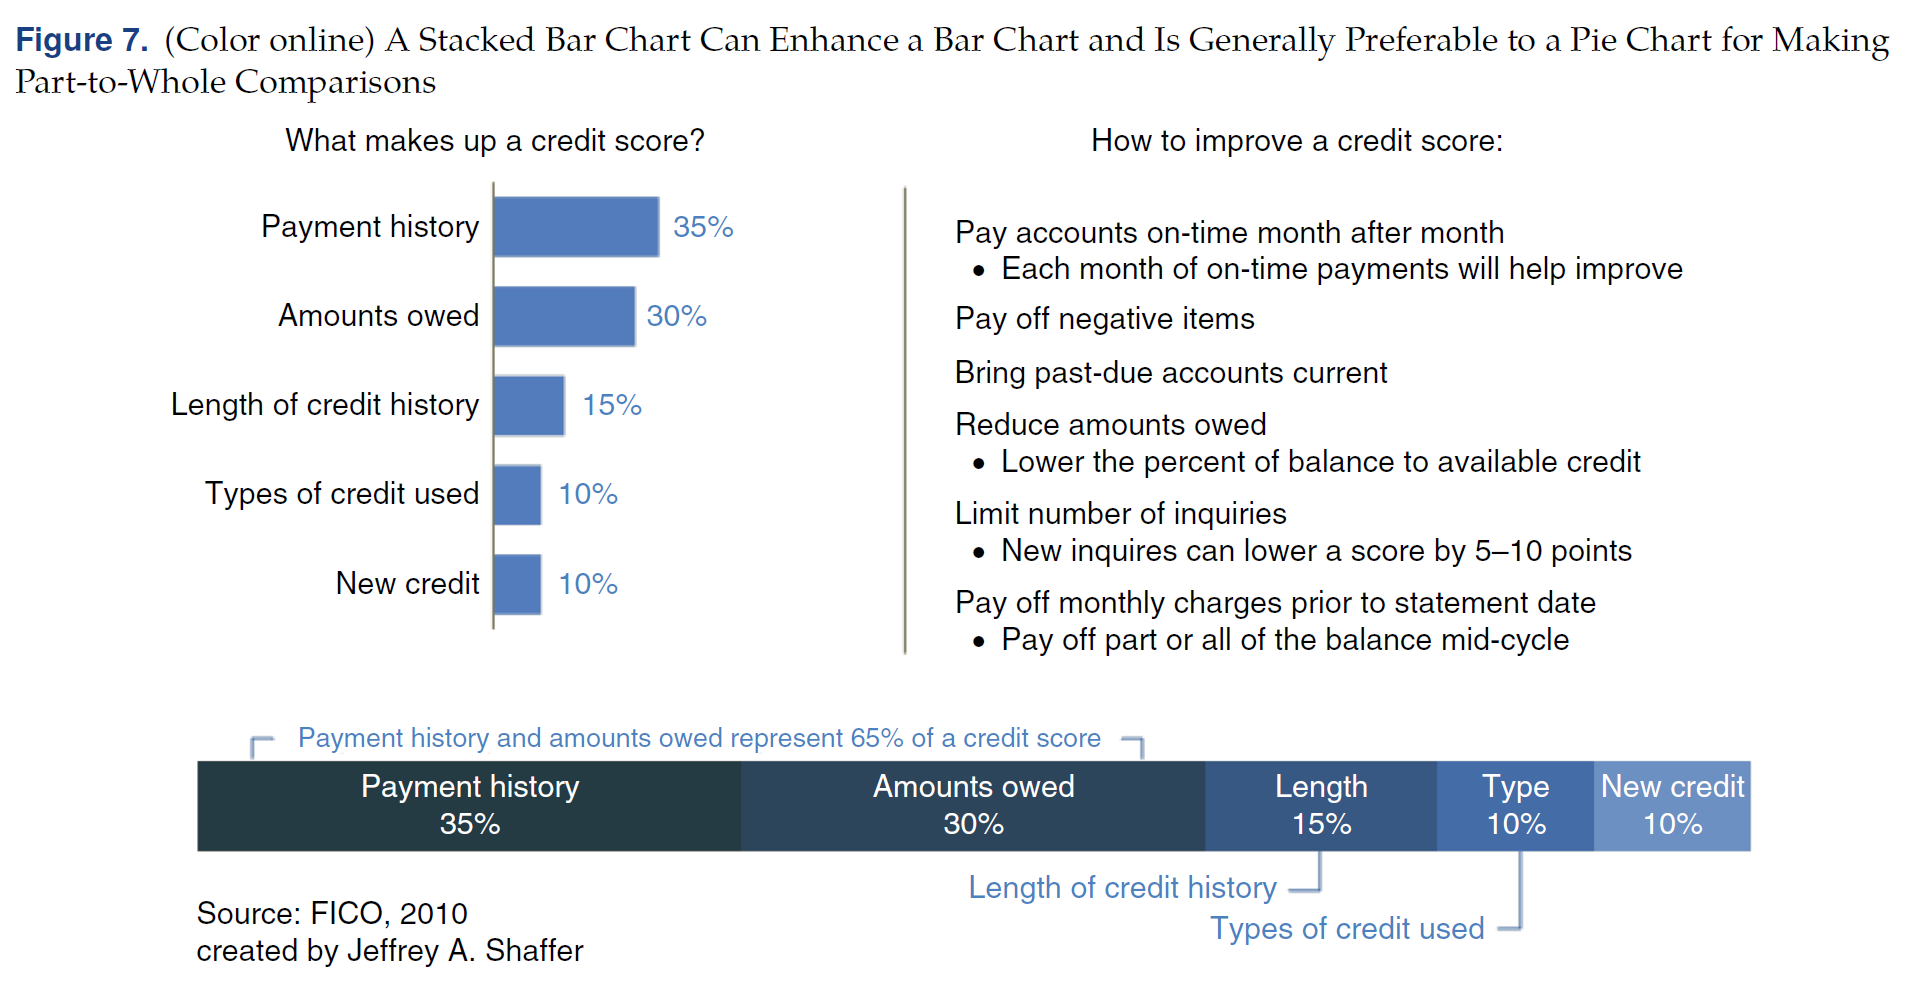 Figure 7. (Color online) A Stacked Bar Chart Can Enhance a Bar Chart and Is Generally Preferable to a Pie Chart for Making
Part-to-Whole Comparisons
What makes up a credit score?
Payment history 35%
Amounts owed 30%
Length of credit history 15%
Types of credit used 10%
New credit 10%
How to improve a credit score:
Pay accounts on-time month after month
• Each month of on-time payments will help improve
Pay off negative items
Bring past-due accounts current
Reduce amounts owed
• Lower the percent of balance to available credit
Limit number of inquiries
• New inquires can lower a score by 5–10 points
Pay off monthly charges prior to statement date
• Pay off part or all of the balance mid-cycle
Payment history and amounts owed represent 65% of a credit score
Payment history Amounts owed Length Type New credit
35% 30% 15% 10% 10%
Length of credit history
Types of credit used
Source: FICO, 2010
created by Jeffrey A. Shaffer